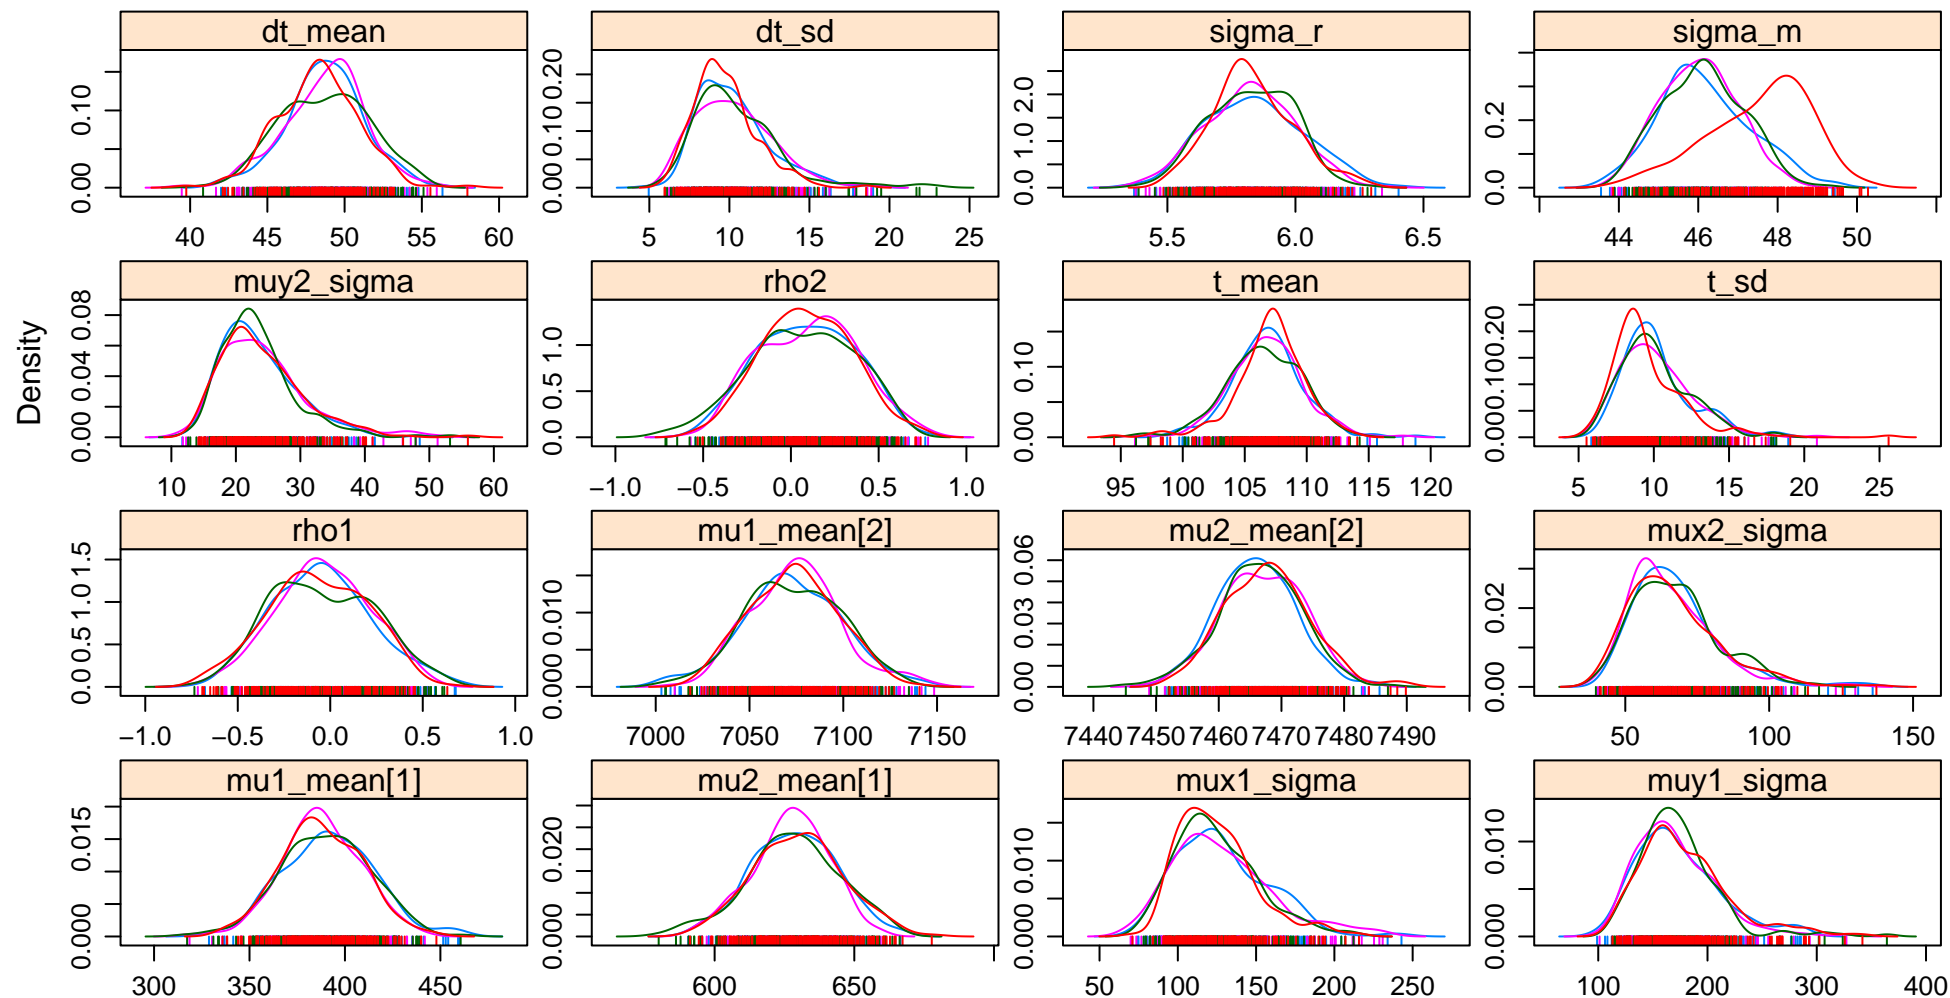 dt_mean dt_sd sigma_r sigma_m
0.00 0.10
0.00 0.10 0.20
0.0 1.0 2.0
0.0 0.2
40 45 50 55 60
5 10 15 20 25
5.5 6.0 6.5
44 46 48 50
muy2_sigma rho2 t_mean t_sd
Density
0.00 0.04 0.08
0.0 0.5 1.0
0.00 0.10
0.00 0.10 0.20
10 20 30 40 50 60
−1.0 −0.5 0.0 0.5 1.0
95 100 105 110 115 120
5 10 15 20 25
rho1 mu1_mean[2] mu2_mean[2] mux2_sigma
0.0 0.5 1.0 1.5
0.000 0.010
0.00 0.03 0.06
0.00 0.02
−1.0 −0.5 0.0 0.5 1.0
7000 7050 7100 7150
7440 7450 7460 7470 7480 7490
50 100 150
mu1_mean[1] mu2_mean[1] mux1_sigma muy1_sigma
0.000 0.015
0.000 0.020
0.000 0.010
0.000 0.010
300 350 400 450
600 650
50 100 150 200 250
100 200 300 400